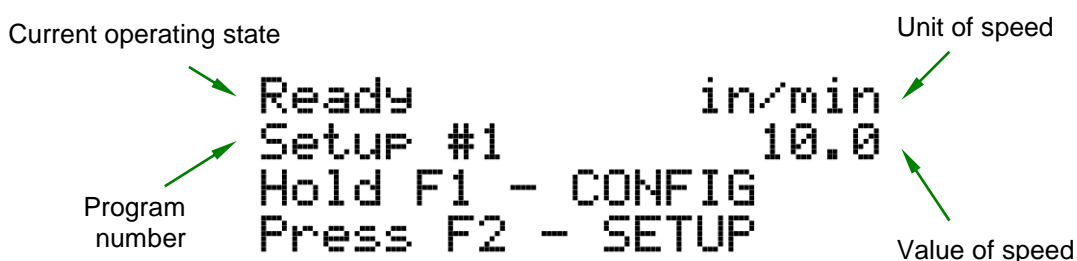 Current operating state
Unit of speed
Ready in/min
Setup #1 10.0
Hold F1 - CONFIG
Press F2 - SETUP
Program
number
Value of speed